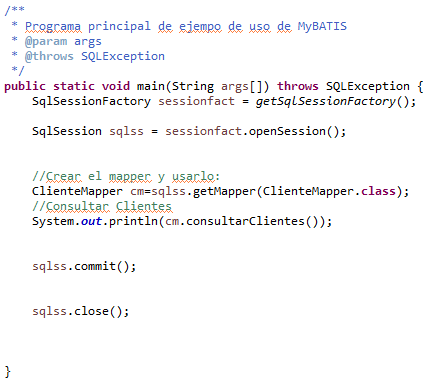 /**
 * Programa principal de ejempo de uso de MyBATIS
 * @param args
 * @throws SQLException
 */
public static void main(String args[]) throws SQLException {
    SqlSessionFactory sessionfact = getSqlSessionFactory();
    SqlSession sqlss = sessionfact.openSession();
    //Crear el mapper y usarlo:
    ClienteMapper cm=sqlss.getMapper(ClienteMapper.class);
    //Consultar Clientes
    System.out.println(cm.consultarClientes());
    sqlss.commit();
    sqlss.close();
}